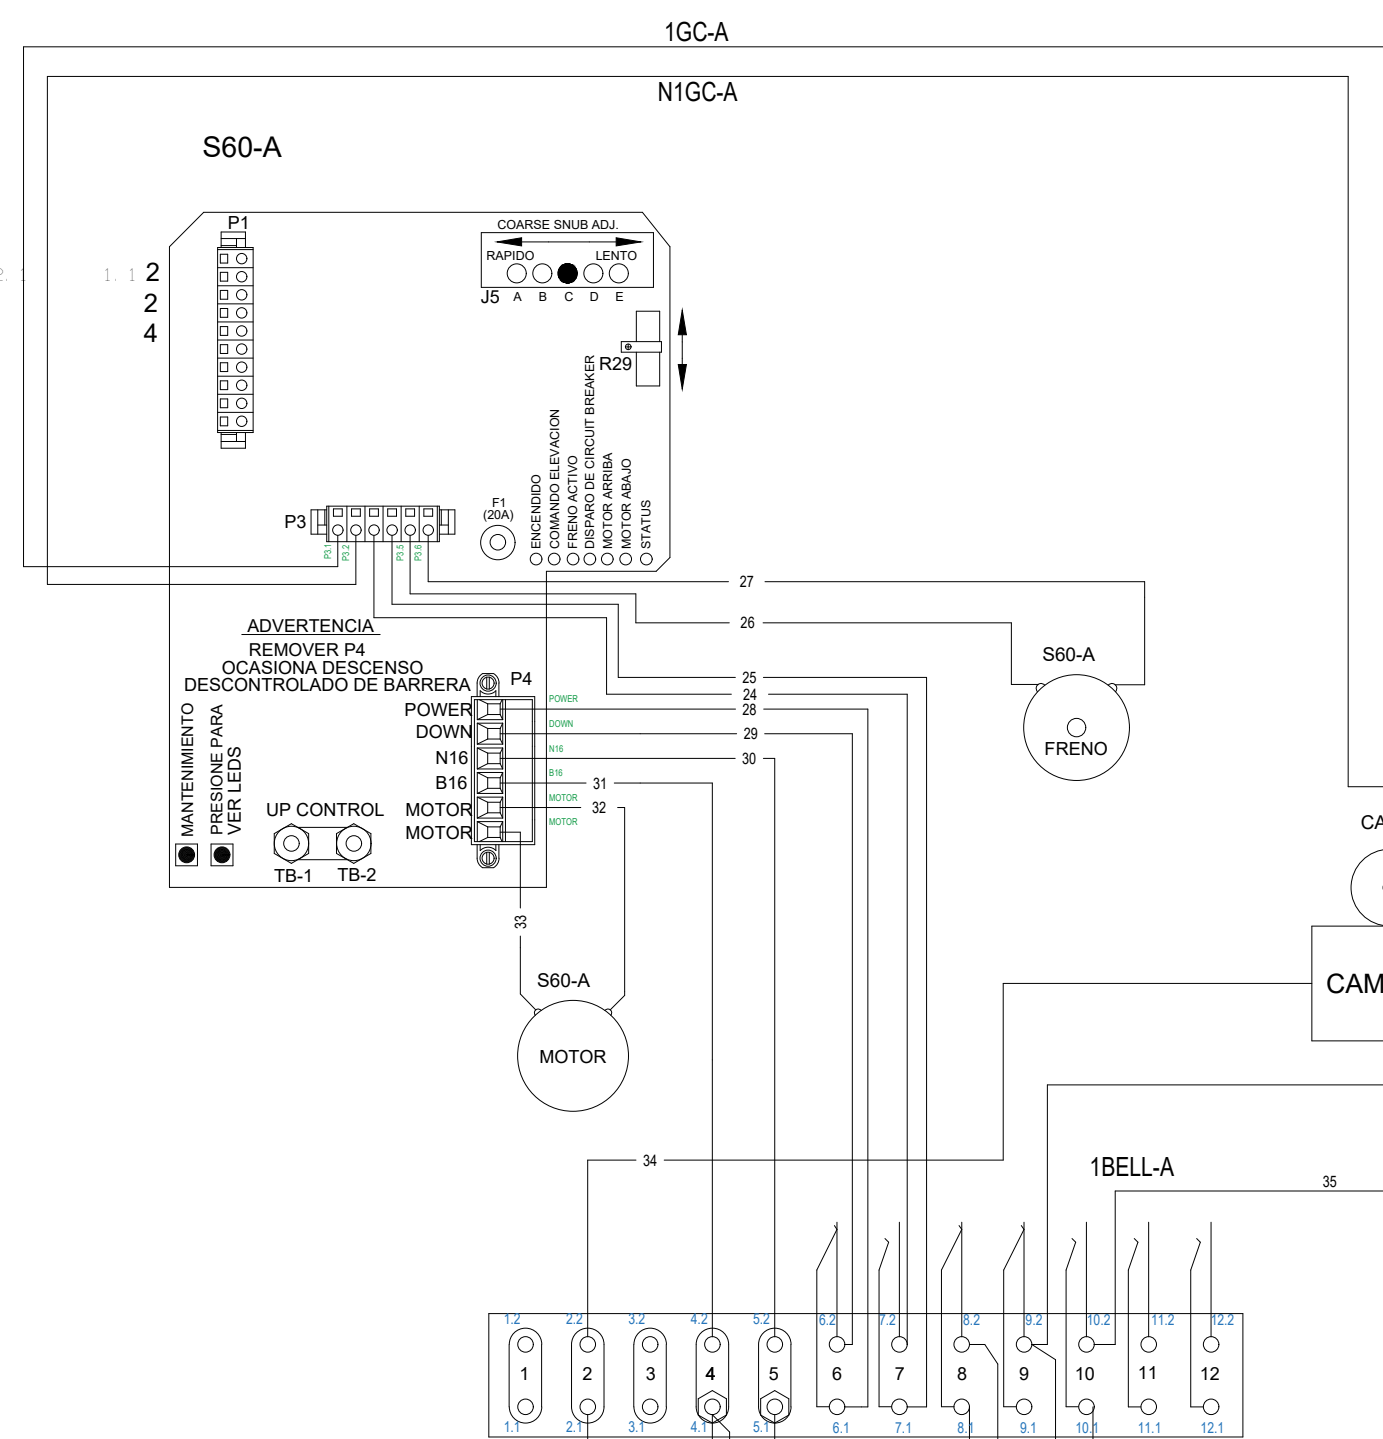 1GC-A
N1GC-A
S60-A
P1
COARSE SNUB ADJ.
RAPIDO LENTO
J5 A B C D E
1. 1 2
2
4
R29
ENCENDIDO
COMANDO ELEVACION
FRENO ACTIVO
DISPARO DE CIRCUIT BREAKER
MOTOR ARRIBA
MOTOR ABAJO
STATUS
F1
(20A)
P3
P3.1
P3.2
P3.5
P3.6
27
26
25
24
28
29
30
31
32
33
S60-A
FRENO
ADVERTENCIA
REMOVER P4
OCASIONA DESCENSO
DESCONTROLADO DE BARRERA
P4
POWER
DOWN
N16
B16
MOTOR
MOTOR
POWER
DOWN
N16
B16
MOTOR
MOTOR
MANTENIMIENTO
PRESIONE PARA
VER LEDS
UP CONTROL
TB-1 TB-2
S60-A
MOTOR
CA
CAM
34
1BELL-A
35
1.2 2.2 3.2 4.2 5.2 6.2 7.2 8.2 9.2 10.2 11.2 12.2
1 2 3 4 5 6 7 8 9 10 11 12
1.1 2.1 3.1 4.1 5.1 6.1 7.1 8.1 9.1 10.1 11.1 12.1